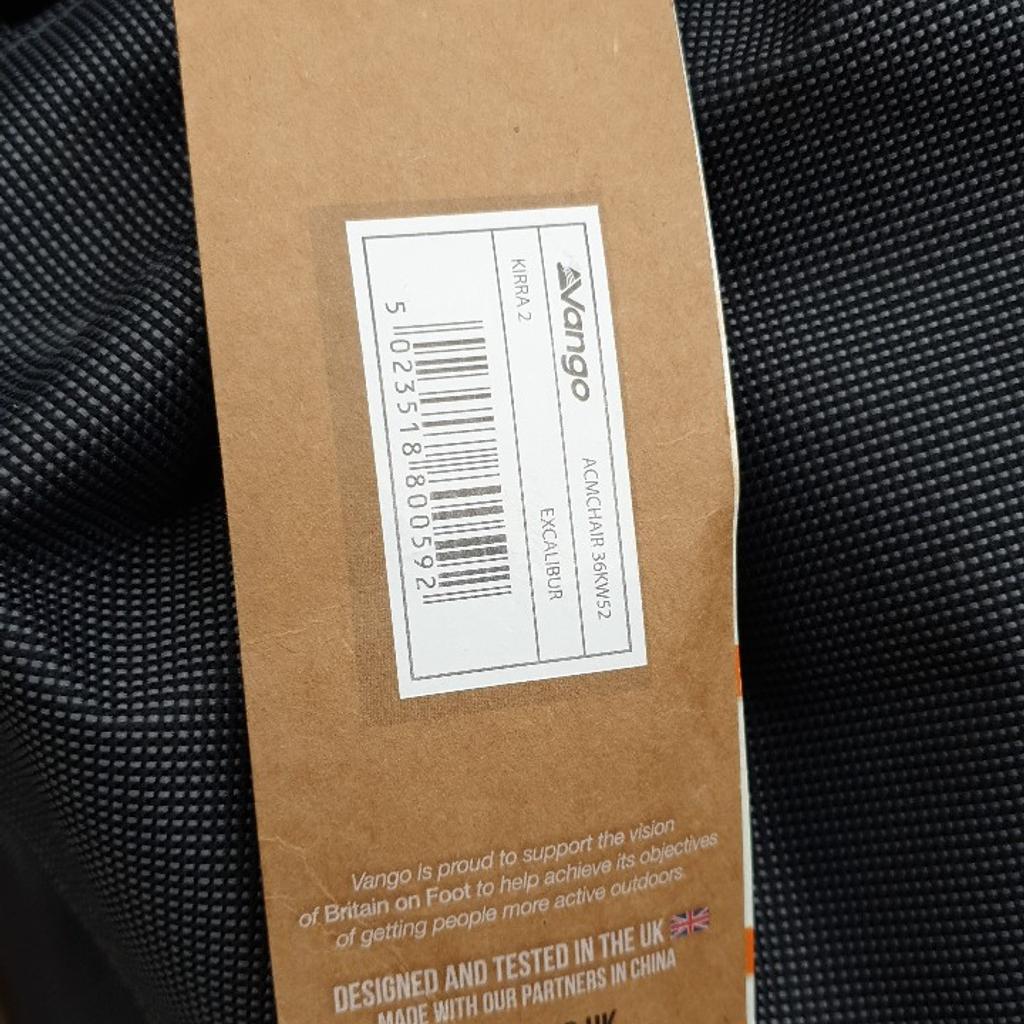 Vango ACMCHAIR 36KW52
KIRRA 2 EXCALIBUR
5 023518 800592
Vango is proud to support the vision
of Britain on Foot to help achieve its objectives
of getting people more active outdoors.
DESIGNED AND TESTED IN THE UK
MADE WITH OUR PARTNERS IN CHINA